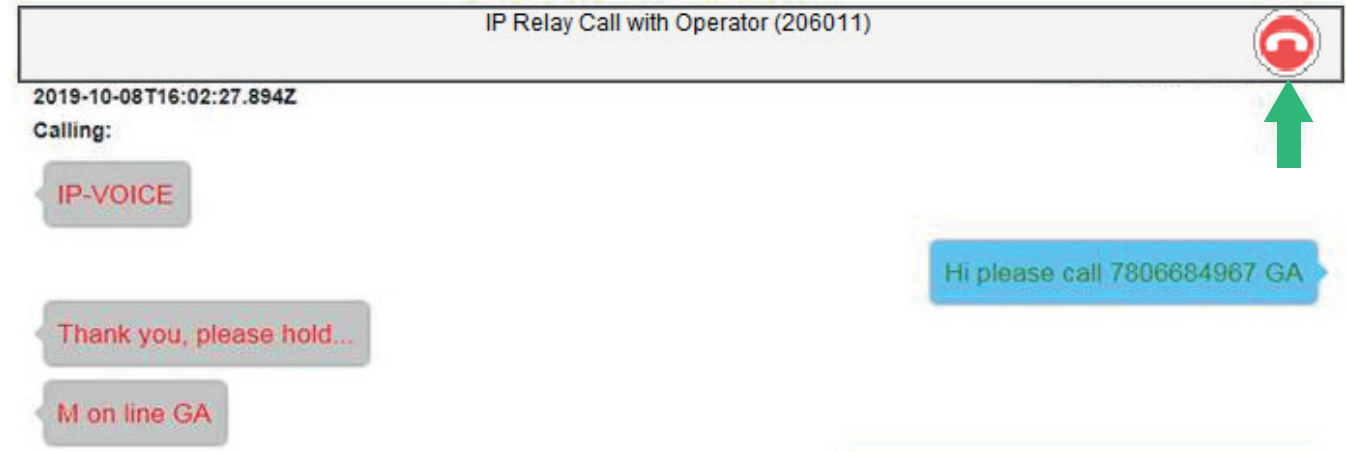 IP Relay Call with Operator (206011)
2019-10-08T16:02:27.894Z
Calling:
IP-VOICE
Hi please call 7806684967 GA
Thank you, please hold...
M on line GA